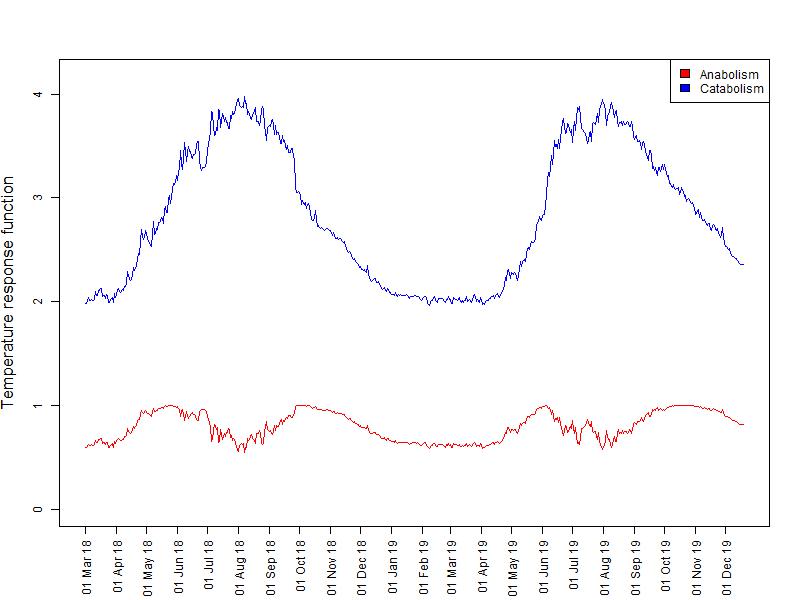 Anabolism
Catabolism
Temperature response function
4
3
2
1
0
01 Mar 18
01 Apr 18
01 May 18
01 Jun 18
01 Jul 18
01 Aug 18
01 Sep 18
01 Oct 18
01 Nov 18
01 Dec 18
01 Jan 19
01 Feb 19
01 Mar 19
01 Apr 19
01 May 19
01 Jun 19
01 Jul 19
01 Aug 19
01 Sep 19
01 Oct 19
01 Nov 19
01 Dec 19